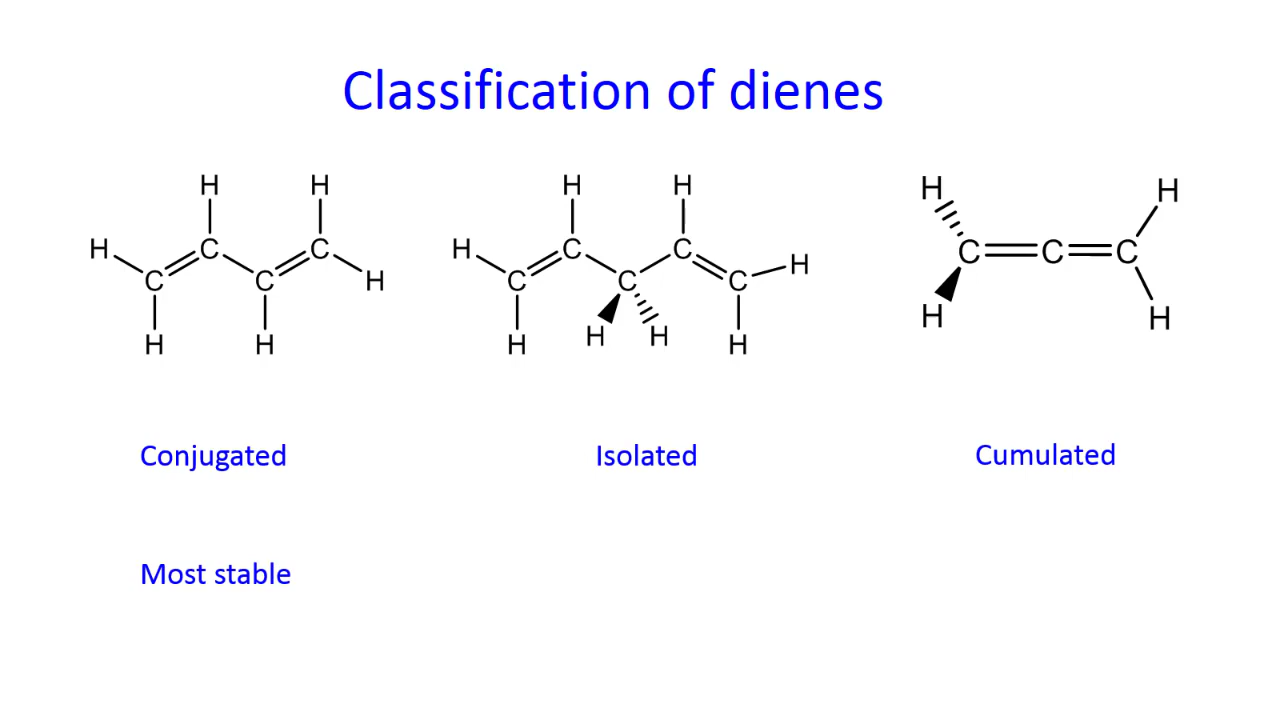 Classification of dienes
H H H H C C C C H H H
H H H H C C C C C H H H H H
H H C C C H H
Conjugated
Isolated
Cumulated
Most stable